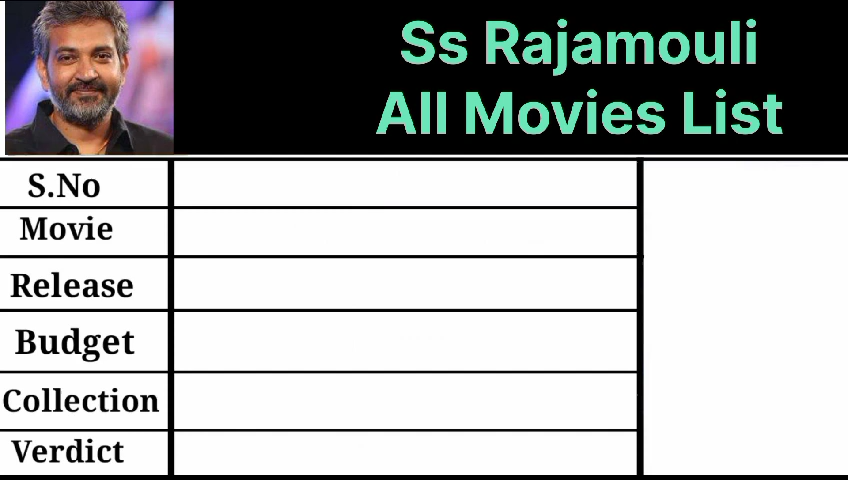 Ss Rajamouli
All Movies List
S.No
Movie
Release
Budget
Collection
Verdict